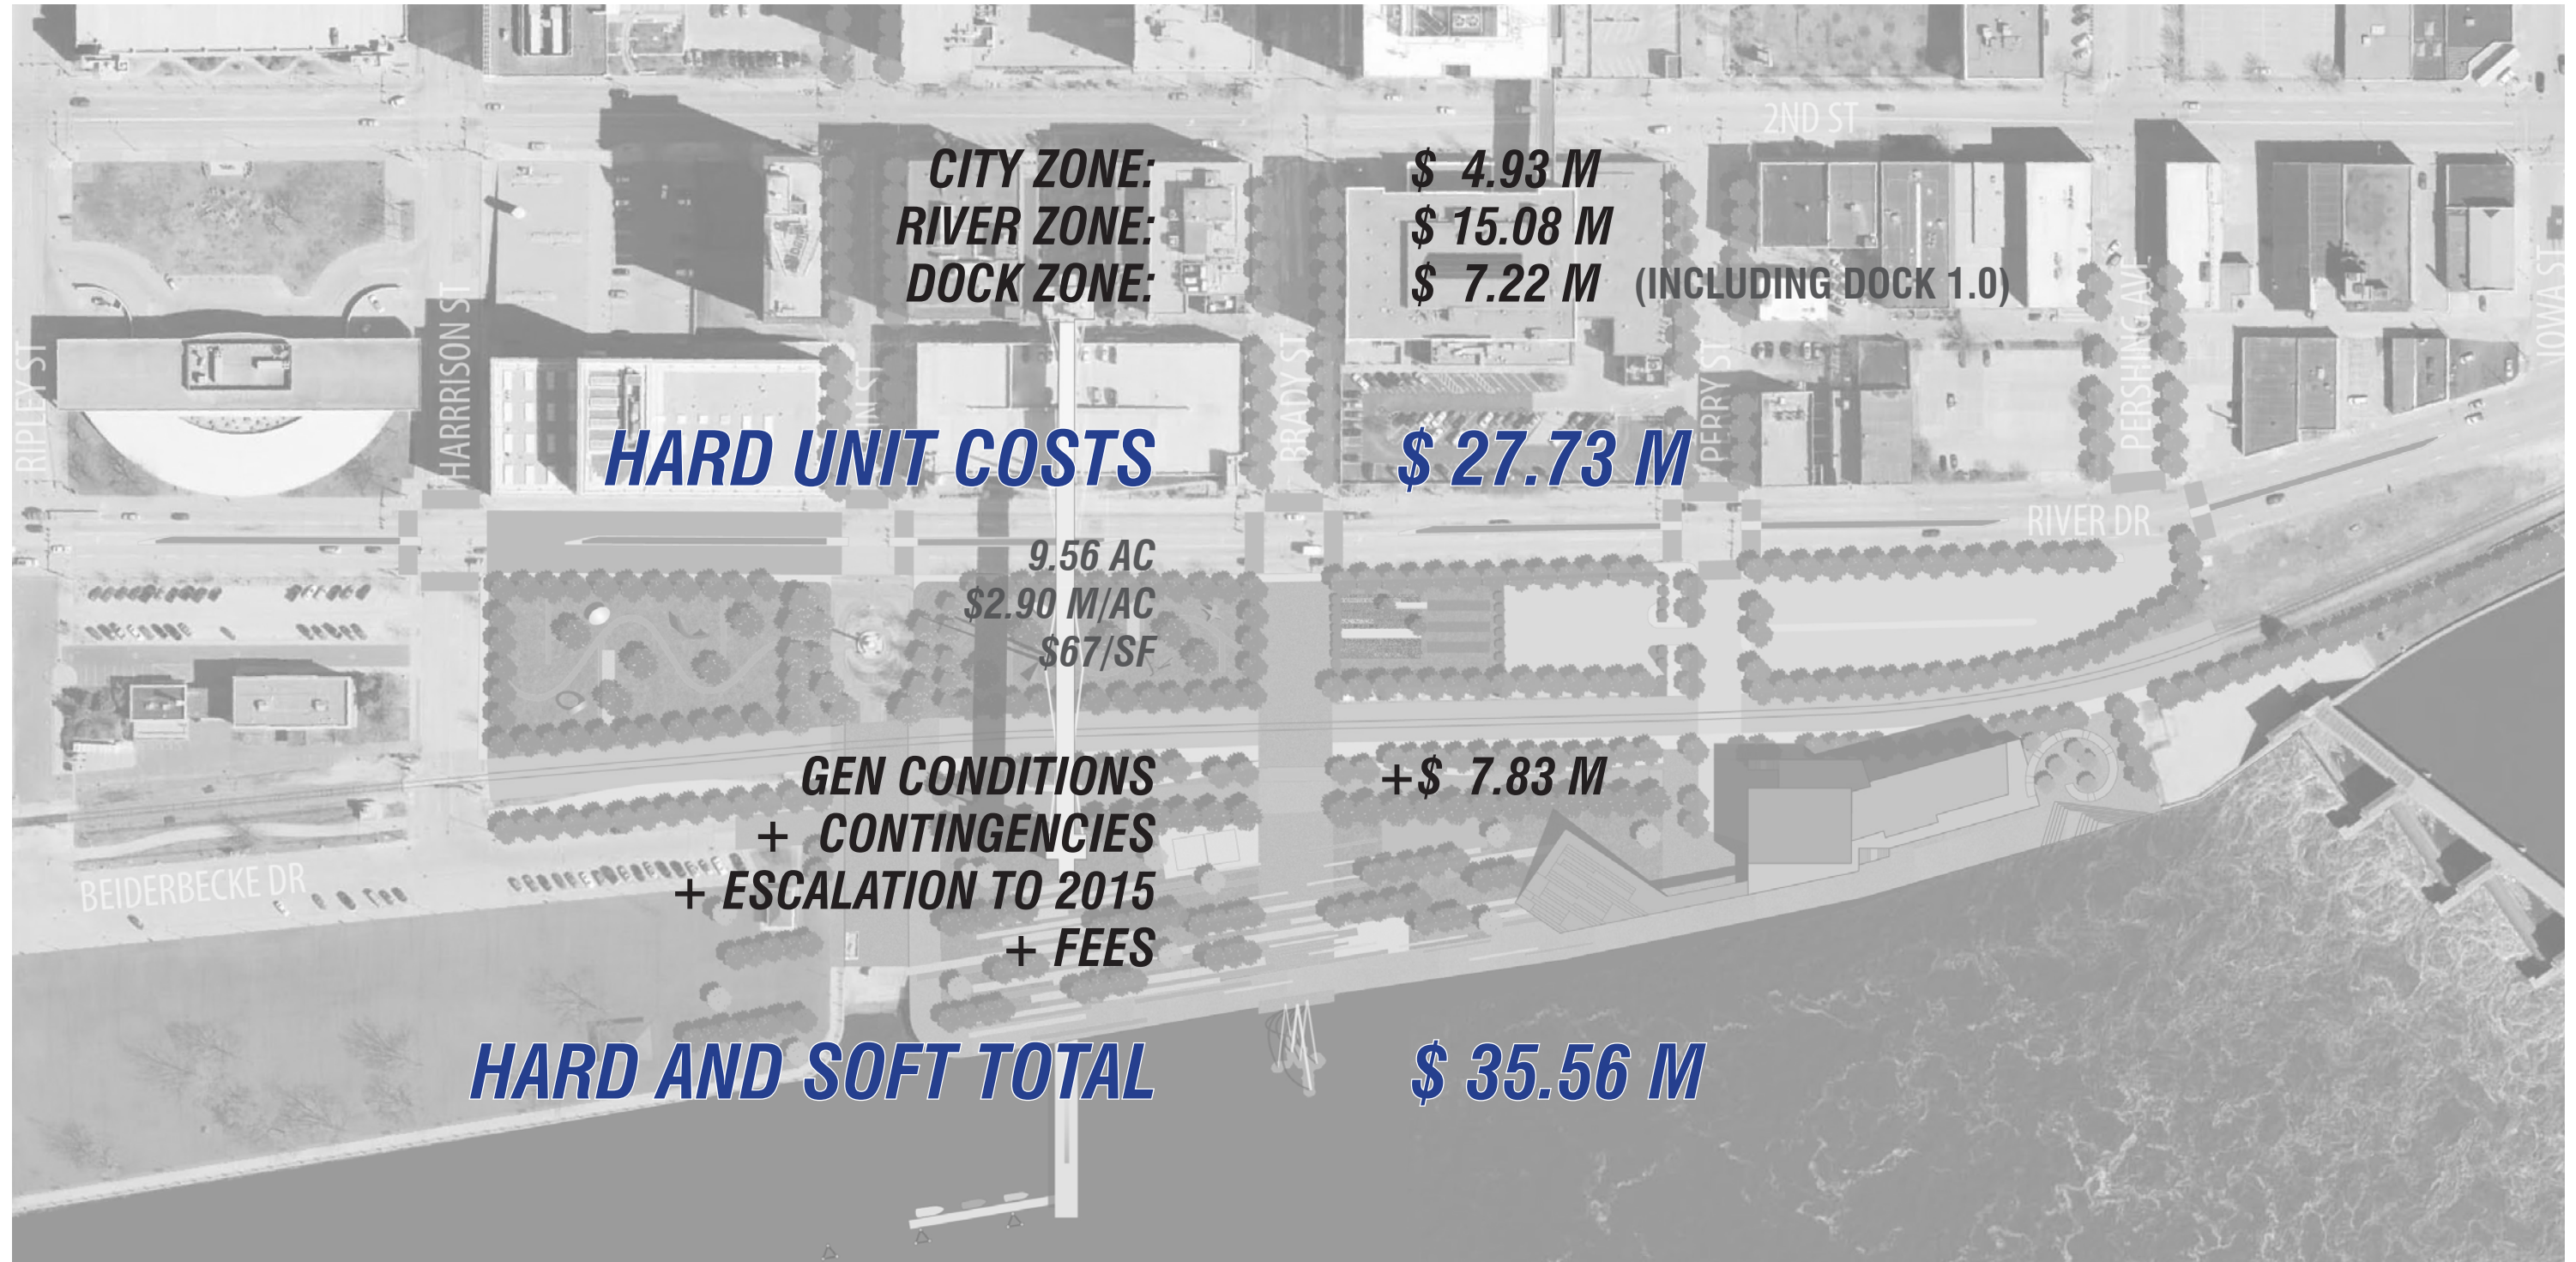 2ND ST
CITY ZONE: $ 4.93 M
RIVER ZONE: $ 15.08 M
DOCK ZONE: $ 7.22 M (INCLUDING DOCK 1.0)
RIPLEY ST
HARRISON ST
IN ST
BRADY ST
PERRY ST
PERSHING AVE
IOWA ST
HARD UNIT COSTS $ 27.73 M
RIVER DR
9.56 AC
$2.90 M/AC
$67/SF
GEN CONDITIONS +$ 7.83 M
+ CONTINGENCIES
+ ESCALATION TO 2015
+ FEES
BEIDERBECKE DR
HARD AND SOFT TOTAL $ 35.56 M